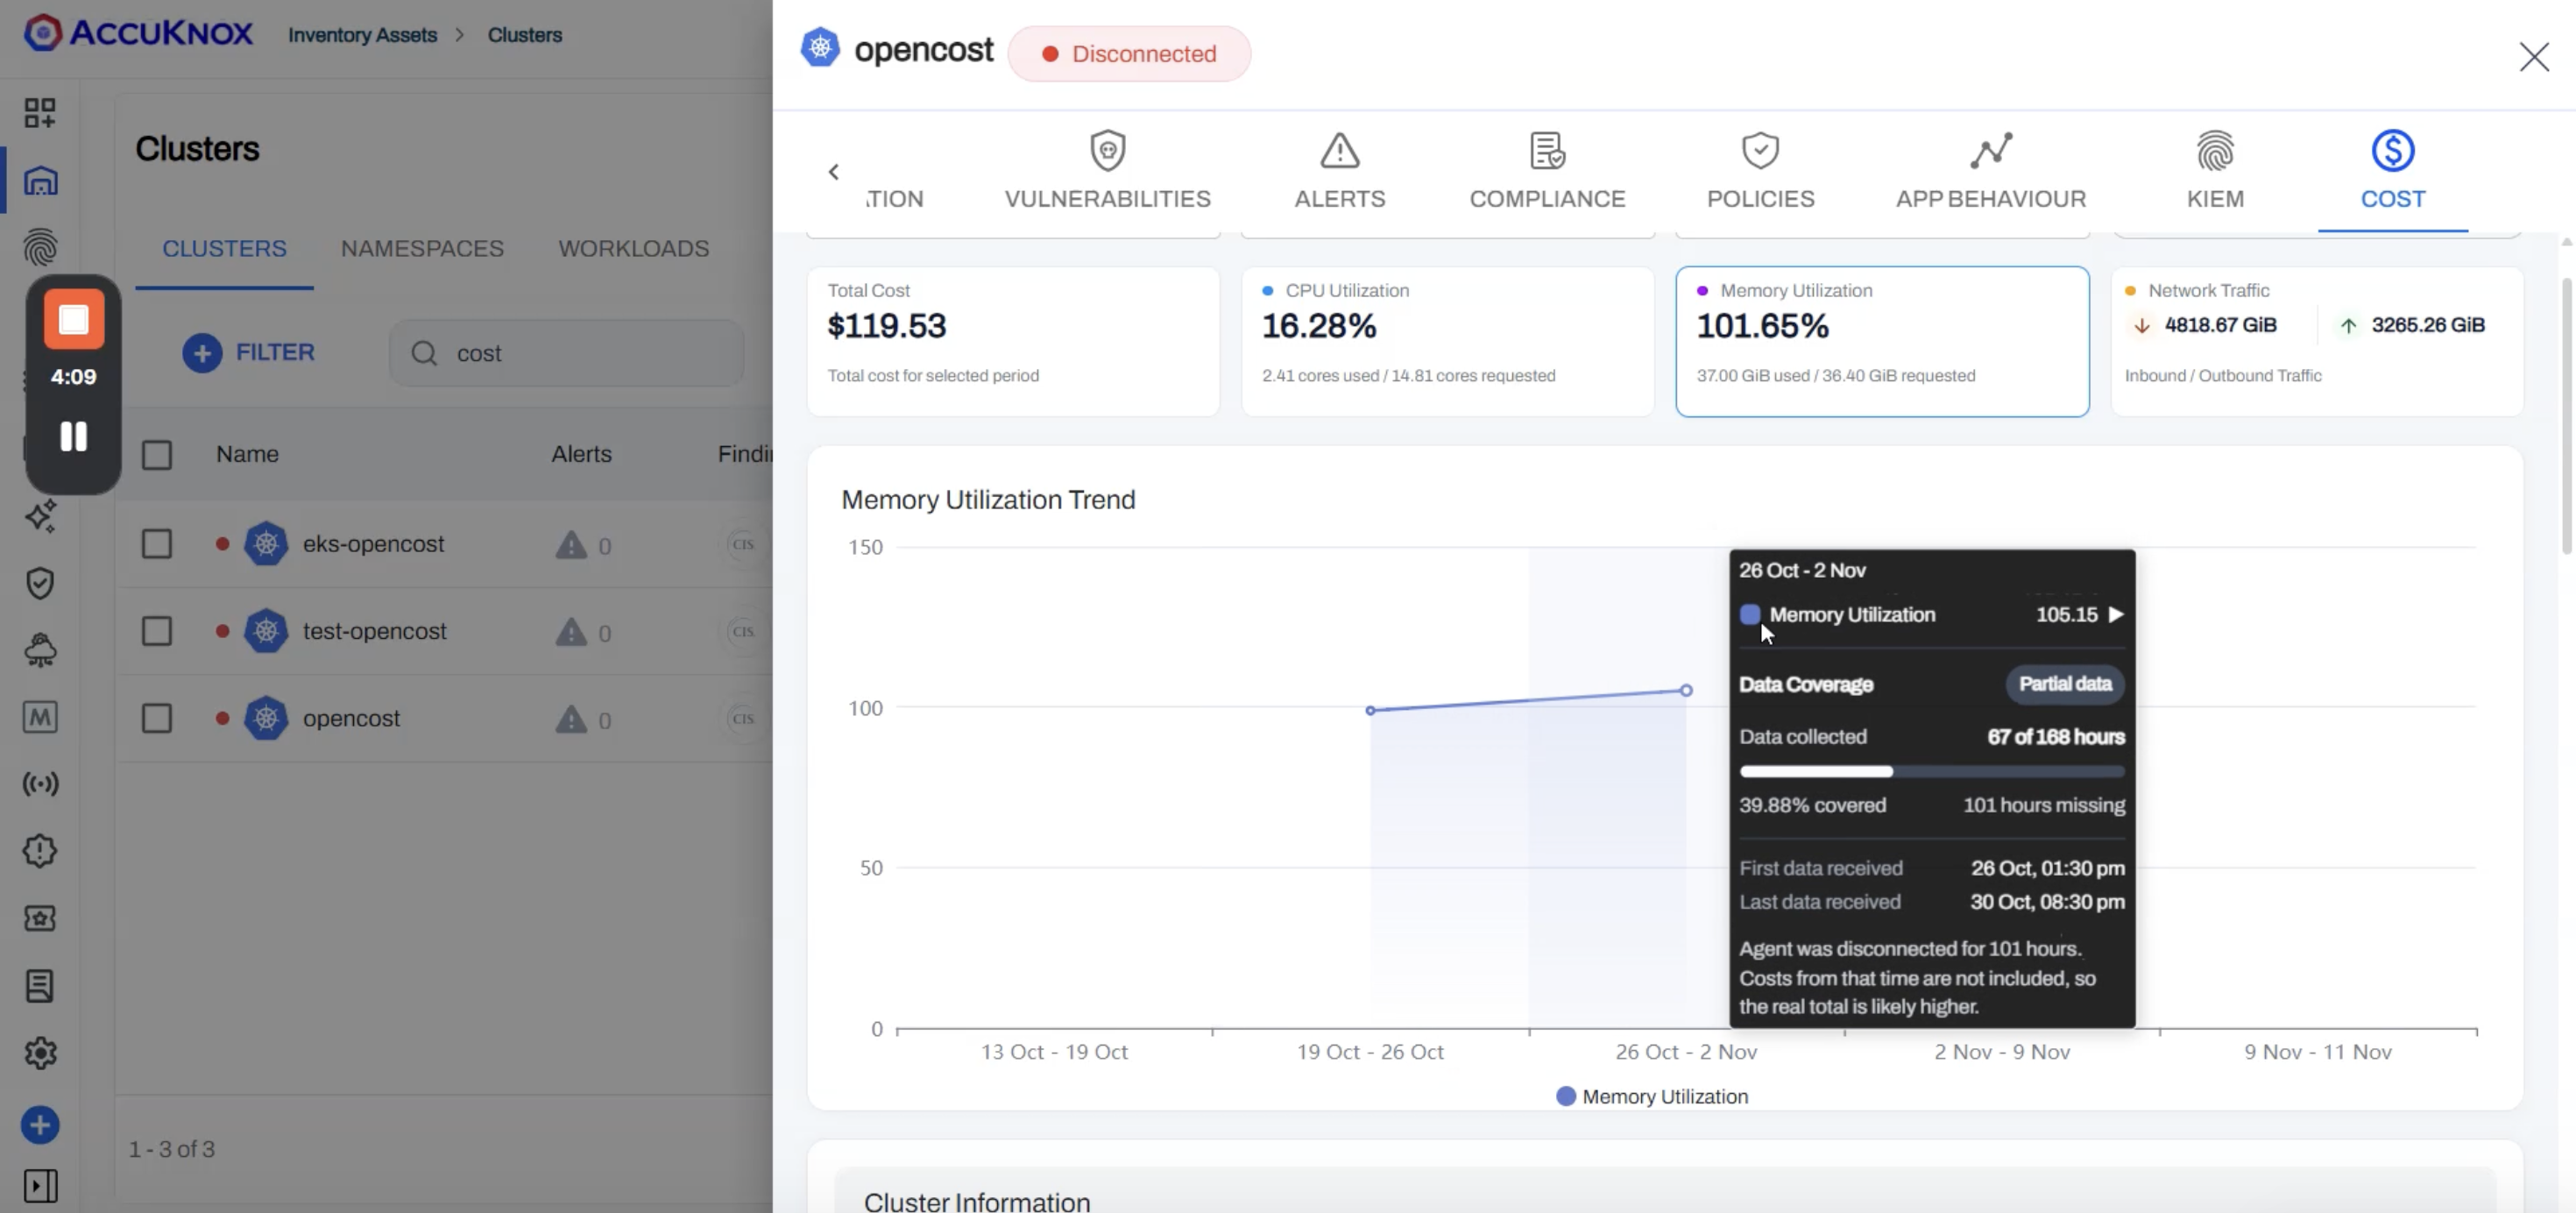 ACCUKNOX
Inventory Assets > Clusters
Clusters
CLUSTERS NAMESPACES WORKLOADS
FILTER
cost
4:09
Name Alerts Findi
eks-opencost 0 CIS
test-opencost 0 CIS
opencost 0 CIS
M
1 - 3 of 3
opencost Disconnected
ATION VULNERABILITIES ALERTS COMPLIANCE POLICIES APP BEHAVIOUR KIEM COST
Total Cost
$119.53
Total cost for selected period
CPU Utilization
16.28%
2.41 cores used / 14.81 cores requested
Memory Utilization
101.65%
37.00 GiB used / 36.40 GiB requested
Network Traffic
4818.67 GiB 3265.26 GiB
Inbound / Outbound Traffic
Memory Utilization Trend
150
100
50
0
26 Oct - 2 Nov
Memory Utilization 105.15
Data Coverage Partial data
Data collected 67 of 168 hours
39.88% covered 101 hours missing
First data received 26 Oct, 01:30 pm
Last data received 30 Oct, 08:30 pm
Agent was disconnected for 101 hours.
Costs from that time are not included, so
the real total is likely higher.
13 Oct - 19 Oct 19 Oct - 26 Oct 26 Oct - 2 Nov 2 Nov - 9 Nov 9 Nov - 11 Nov
Memory Utilization
Cluster Information